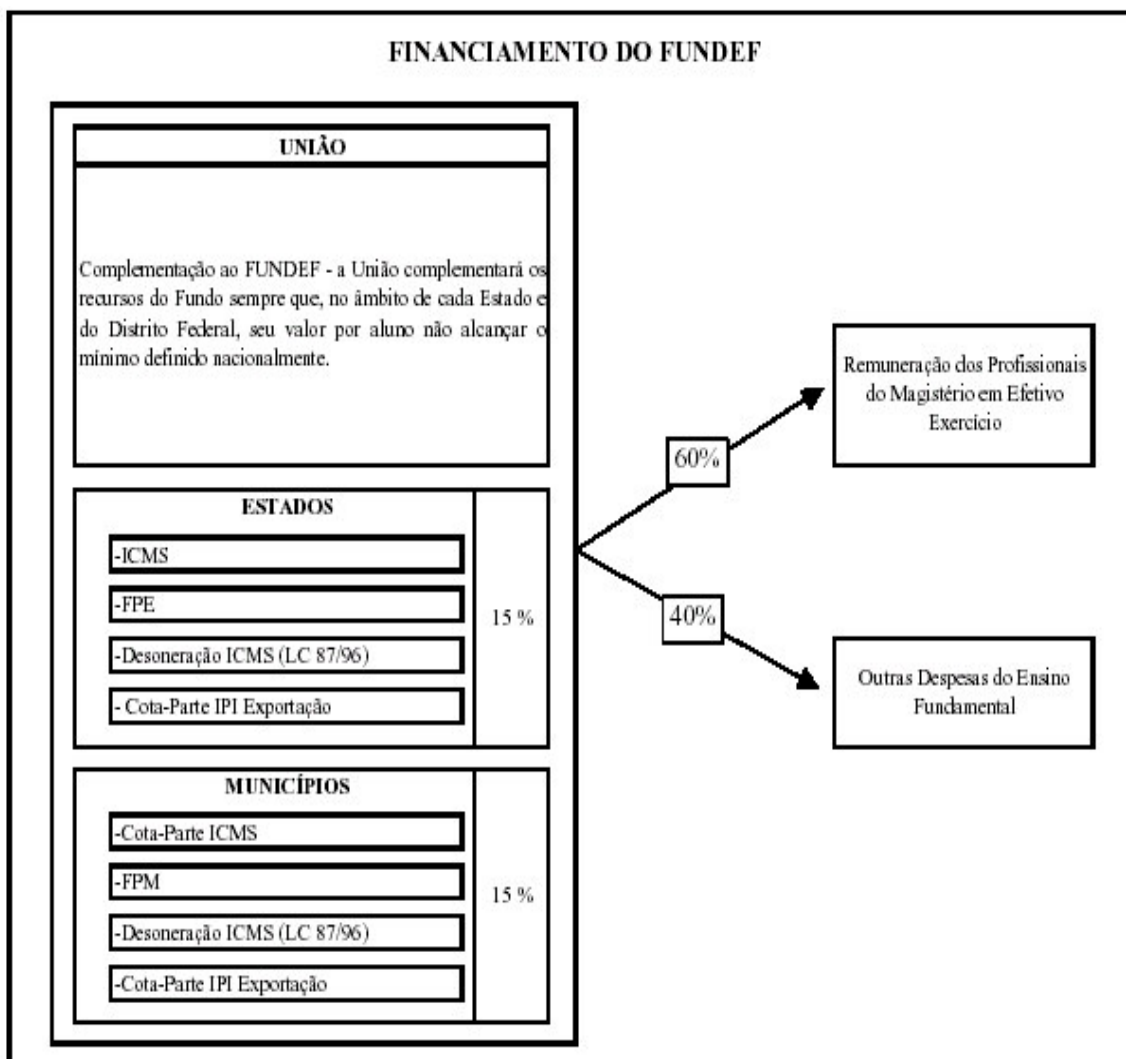 FINANCIAMENTO DO FUNDEF
UNIÃO
Complementação ao FUNDEF - a União complementará os
recursos do Fundo sempre que, no âmbito de cada Estado e
do Distrito Federal, seu valor por aluno não alcançar o
mínimo definido nacionalmente.
ESTADOS
-ICMS
-FPE
-Desoneração ICMS (LC 87/96)
- Cota-Parte IPI Exportação
15 %
MUNICÍPIOS
-Cota-Parte ICMS
-FPM
-Desoneração ICMS (LC 87/96)
-Cota-Parte IPI Exportação
15 %
60%
40%
Remuneração dos Profissionais
do Magistério em Efetivo
Exercício
Outras Despesas do Ensino
Fundamental